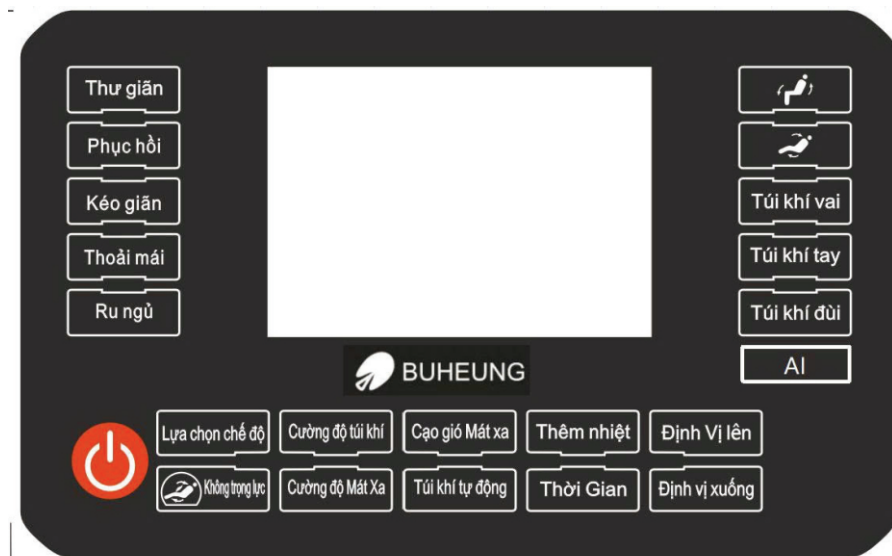 Thư giãn
Phục hồi
Kéo giãn
Thoải mái
Ru ngủ
Túi khí vai
Túi khí tay
Túi khí đùi
AI
BUHEUNG
Lựa chọn chế độ
Cường độ túi khí
Cạo gió Mát xa
Thêm nhiệt
Định Vị lên
Không trọng lực
Cường độ Mát Xa
Túi khí tự động
Thời Gian
Định vị xuống